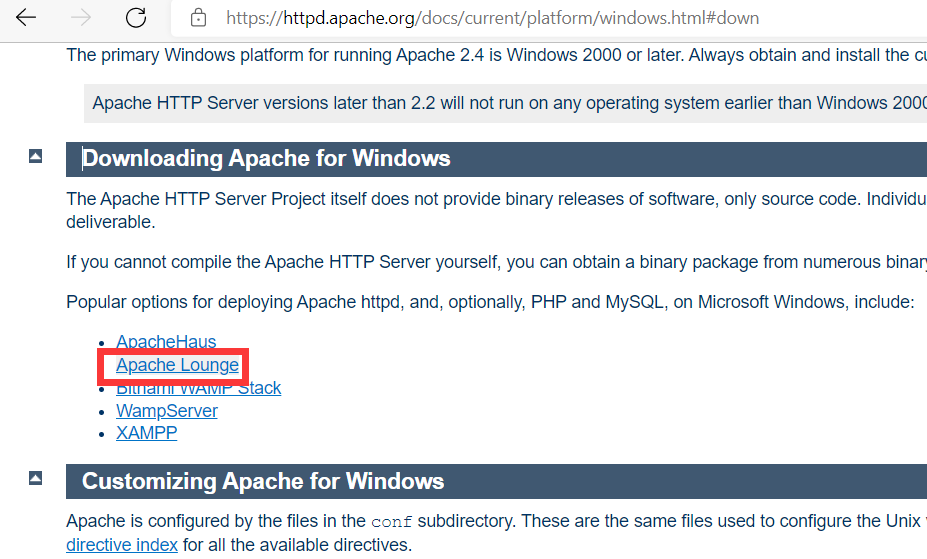 https://httpd.apache.org/docs/current/platform/windows.html#down
The primary Windows platform for running Apache 2.4 is Windows 2000 or later. Always obtain and install the
Apache HTTP Server versions later than 2.2 will not run on any operating system earlier than Windows 2000
Downloading Apache for Windows
The Apache HTTP Server Project itself does not provide binary releases of software, only source code.
deliverable.
If you cannot compile the Apache HTTP Server yourself, you can obtain a binary package from numerous binary
Popular options for deploying Apache httpd, and, optionally, PHP and MySQL, on Microsoft Windows, include:
ApacheHaus
Apache Lounge
Bitnami WAMP Stack
WampServer
XAMPP
Customizing Apache for Windows
Apache is configured by the files in the conf subdirectory. These are the same files used to configure the Unix
directive index for all the available directives.